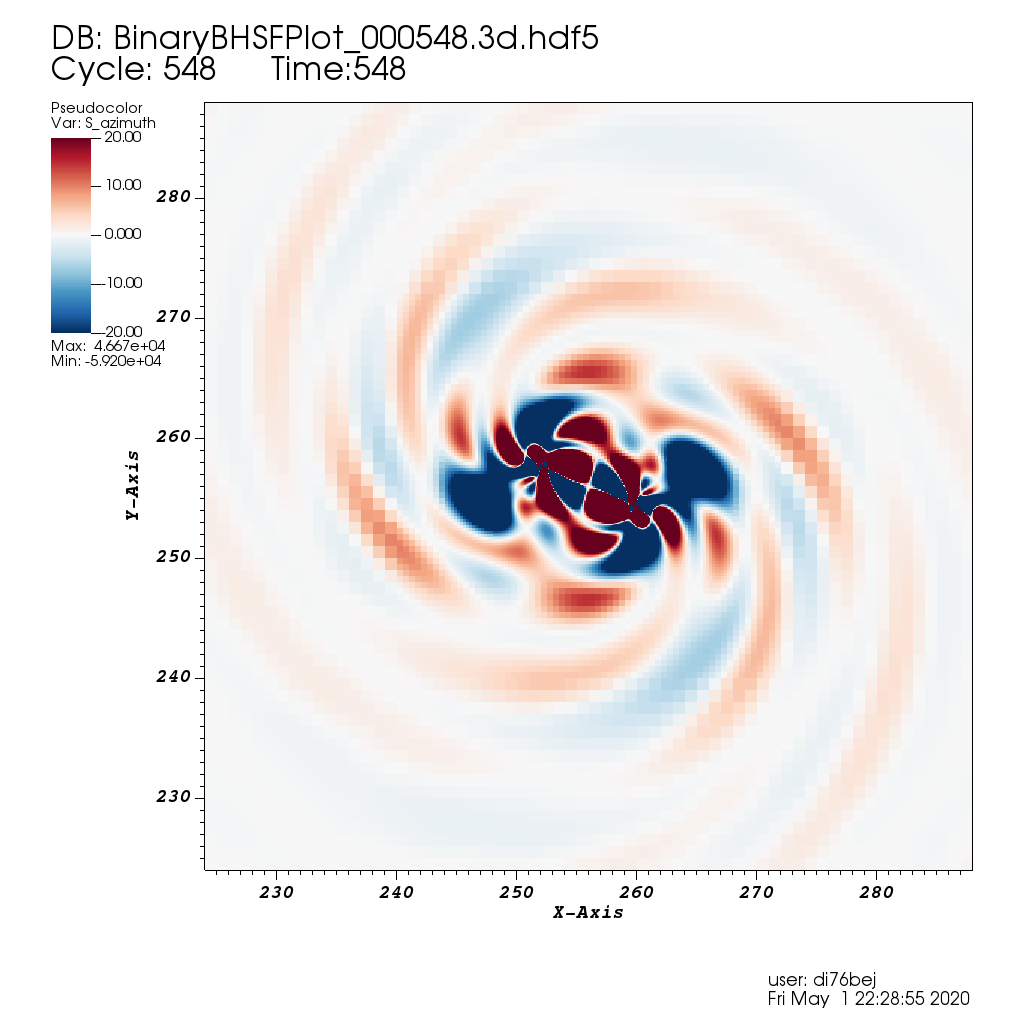 DB: BinaryBHSFPlot_000548.3d.hdf5
Cycle: 548 Time:548
Pseudocolor
Var: S_azimuth
20.00
10.00
0.000
-10.00
-20.00
Max: 4.667e+04
Min: -5.920e+04
280
270
260
250
240
230
Y-Axis
230 240 250 260 270 280
X-Axis
user: di76bej
Fri May 1 22:28:55 2020